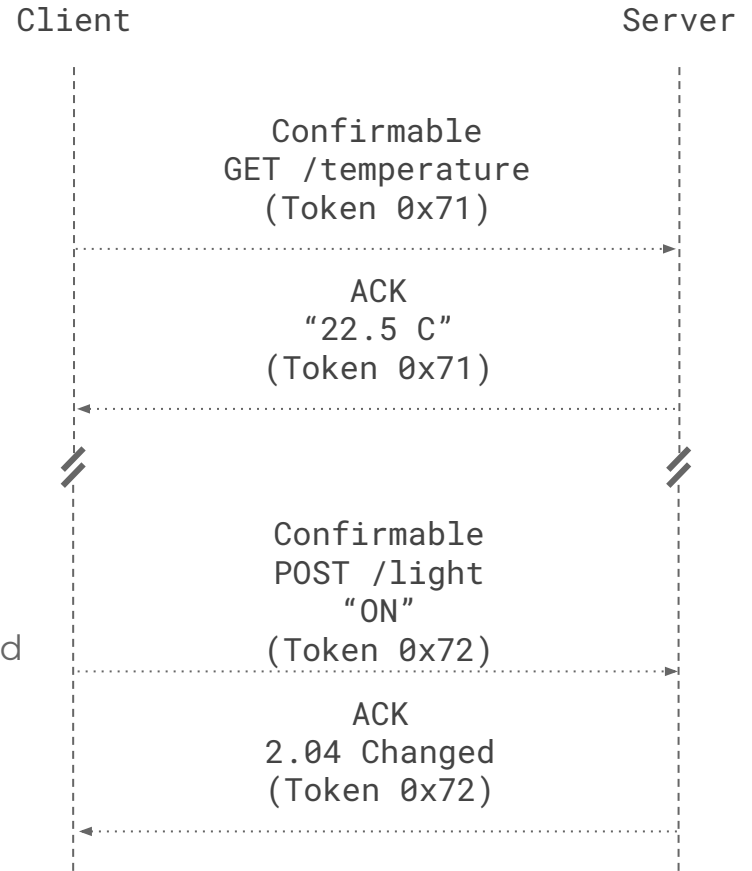 Client
Server
Confirmable
GET /temperature
(Token 0x71)
ACK
“22.5 C”
(Token 0x71)
Confirmable
POST /light
“ON”
d
(Token 0x72)
ACK
2.04 Changed
(Token 0x72)